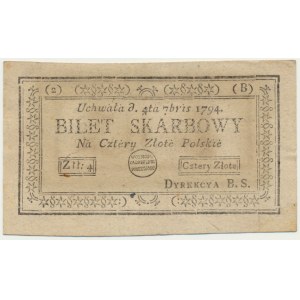 (2) (B)
Uchwała d. 4ta 7bris 1794.
BILET SKARBOWY
Na Cztery Złote Polskie
Złł: 4 Cztery Złote
DYREKCYA B. S.